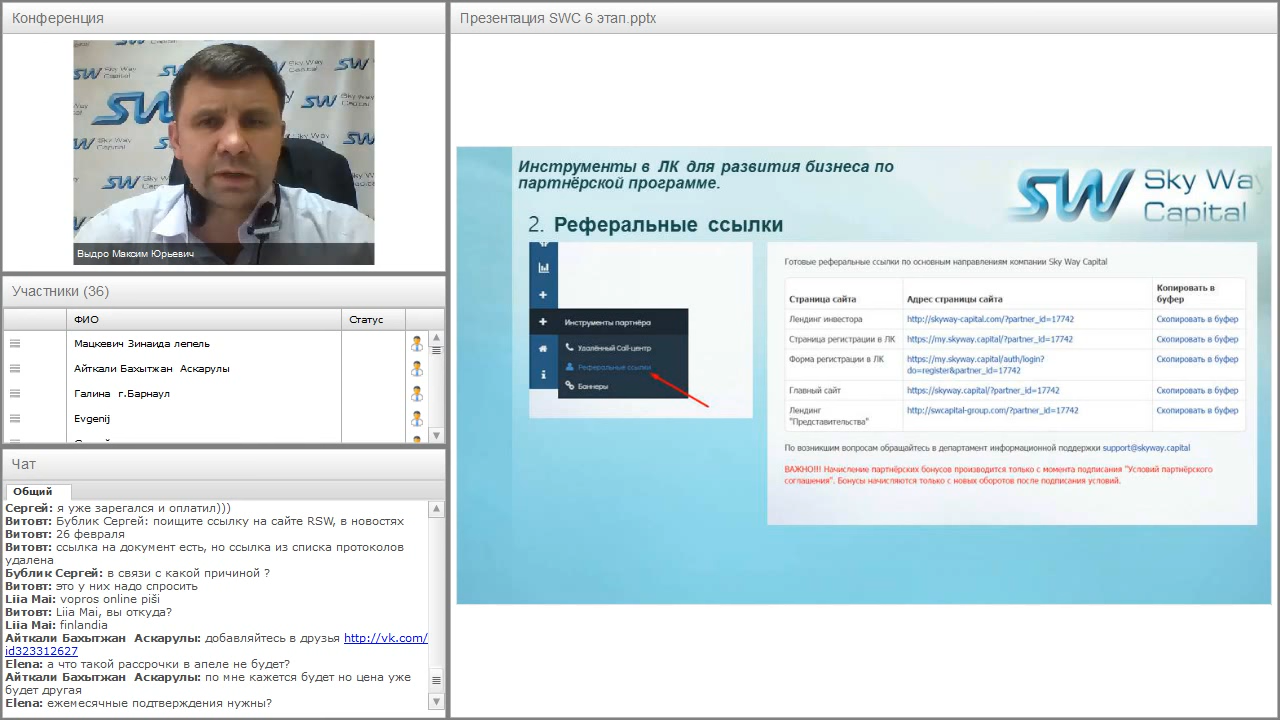 Конференция
SW Sky Way Capital
Выдро Максим Юрьевич
Участники (36)
ФИО Статус
Мацкевич Зинаида лепель
Айткали Бахытжан Аскарулы
Галина г.Барнаул
Evgenij
Чат
Общий
Сергей: я уже зарегался и оплатил)))
Витовт: Бублик Сергей: поищите ссылку на сайте RSW, в новостях
Витовт: 26 февраля
Витовт: ссылка на документ есть, но ссылка из списка протоколов
удалена
Бублик Сергей: в связи с какой причиной ?
Витовт: это у них надо спросить
Liia Mai: vopros online piši
Витовт: Liia Mai, вы откуда?
Liia Mai: finlandia
Айткали Бахытжан Аскарулы: добавляйтесь в друзья http://vk.com/
id323312627
Elena: а что такой рассрочки в апеле не будет?
Айткали Бахытжан Аскарулы: по мне кажется будет но цена уже
будет другая
Elena: ежемесячные подтверждения нужны?
Презентация SWC 6 этап.pptx
Инструменты в ЛК для развития бизнеса по
партнёрской программе.
SW Sky Way
Capital
2. Реферальные ссылки
Инструменты партнёра
Удалённый Call-центр
Реферальные ссылки
Баннеры
Готовые реферальные ссылки по основным направлениям компании Sky Way Capital
Страница сайта Адрес страницы сайта Копировать в
буфер
Лендинг инвестора http://skyway-capital.com/?partner_id=17742 Скопировать в буфер
Страница регистрации в ЛК https://my.skyway.capital/?partner_id=17742 Скопировать в буфер
Форма регистрации в ЛК https://my.skyway.capital/auth/login?
do=register&partner_id=17742 Скопировать в буфер
Главный сайт https://skyway.capital/?partner_id=17742 Скопировать в буфер
Лендинг
"Представительства" http://swcapital-group.com/?partner_id=17742 Скопировать в буфер
По возникшим вопросам обращайтесь в департамент информационной поддержки support@skyway.capital
ВАЖНО!!! Начисление партнёрских бонусов производится только с момента подписания "Условий партнёрского
соглашения". Бонусы начисляются только с новых оборотов после подписания условий.